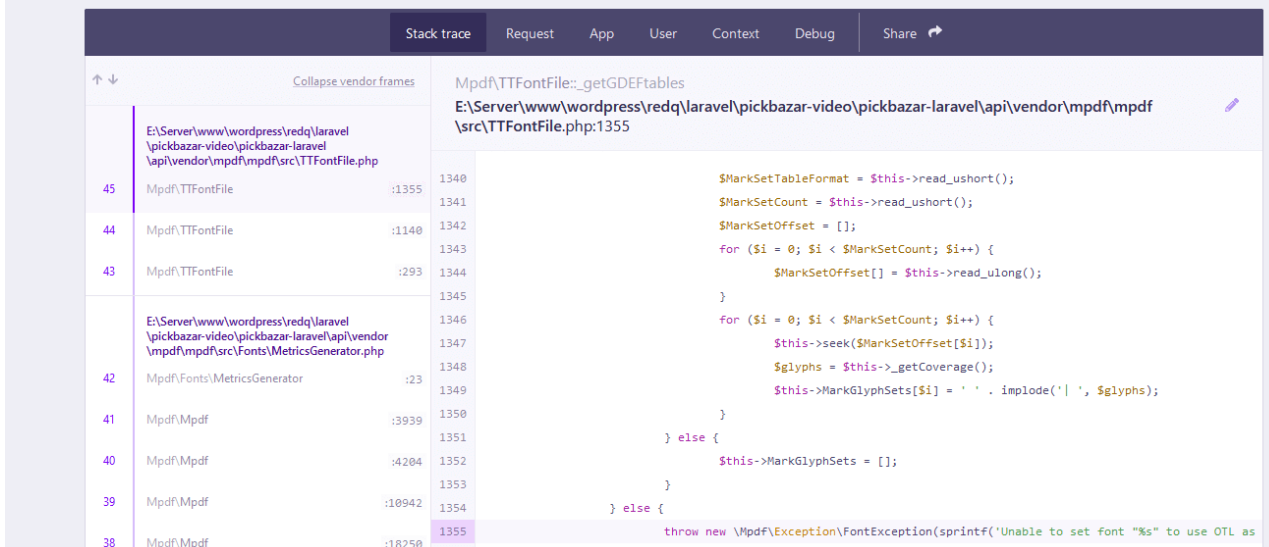 Stack trace Request App User Context Debug Share
Collapse vendor frames
Mpdf\TTFontFile::_getGDEFtables
E:\Server\www\wordpress\redq\laravel\pickbazar-video\pickbazar-laravel\api\vendor\mpdf\mpdf
\src\TTFontFile.php:1355
E:\Server\www\wordpress\redq\laravel
\pickbazar-video\pickbazar-laravel
\api\vendor\mpdf\mpdf\src\TTFontFile.php
45 Mpdf\TTFontFile :1355
44 Mpdf\TTFontFile :1140
43 Mpdf\TTFontFile :293
E:\Server\www\wordpress\redq\laravel
\pickbazar-video\pickbazar-laravel\api\vendor
\mpdf\mpdf\src\Fonts\MetricsGenerator.php
42 Mpdf\Fonts\MetricsGenerator :23
41 Mpdf\Mpdf :3939
40 Mpdf\Mpdf :4204
39 Mpdf\Mpdf :10942
38 Mpdf\Mpdf :18250
1340 $MarkSetTableFormat = $this->read_ushort();
1341 $MarkSetCount = $this->read_ushort();
1342 $MarkSetOffset = [];
1343 for ($i = 0; $i < $MarkSetCount; $i++) {
1344 $MarkSetOffset[] = $this->read_ulong();
1345 }
1346 for ($i = 0; $i < $MarkSetCount; $i++) {
1347 $this->seek($MarkSetOffset[$i]);
1348 $glyphs = $this->_getCoverage();
1349 $this->MarkGlyphSets[$i] = ' ' . implode('| ', $glyphs);
1350 }
1351 } else {
1352 $this->MarkGlyphSets = [];
1353 }
1354 } else {
1355 throw new \Mpdf\Exception\FontException(sprintf('Unable to set font "%s" to use OTL as